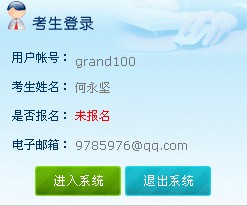 考生登录
用户帐号： grand100
考生姓名： 何永坚
是否报名： 未报名
电子邮箱： 9785976@qq.com
进入系统 退出系统